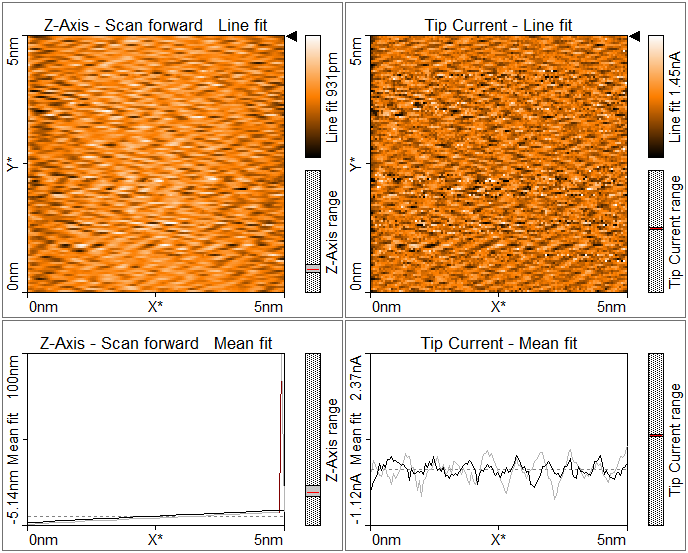 Z-Axis - Scan forward Line fit
5nm
Y*
0nm
0nm
X*
5nm
Line fit 931pm
Z-Axis range
Tip Current - Line fit
5nm
Y*
0nm
0nm
X*
5nm
Line fit 1.45nA
Tip Current range
Z-Axis - Scan forward Mean fit
-5.14nm Mean fit 100nm
0nm
X*
5nm
Z-Axis range
Tip Current - Mean fit
-1.12nA Mean fit 2.37nA
0nm
X*
5nm
Tip Current range